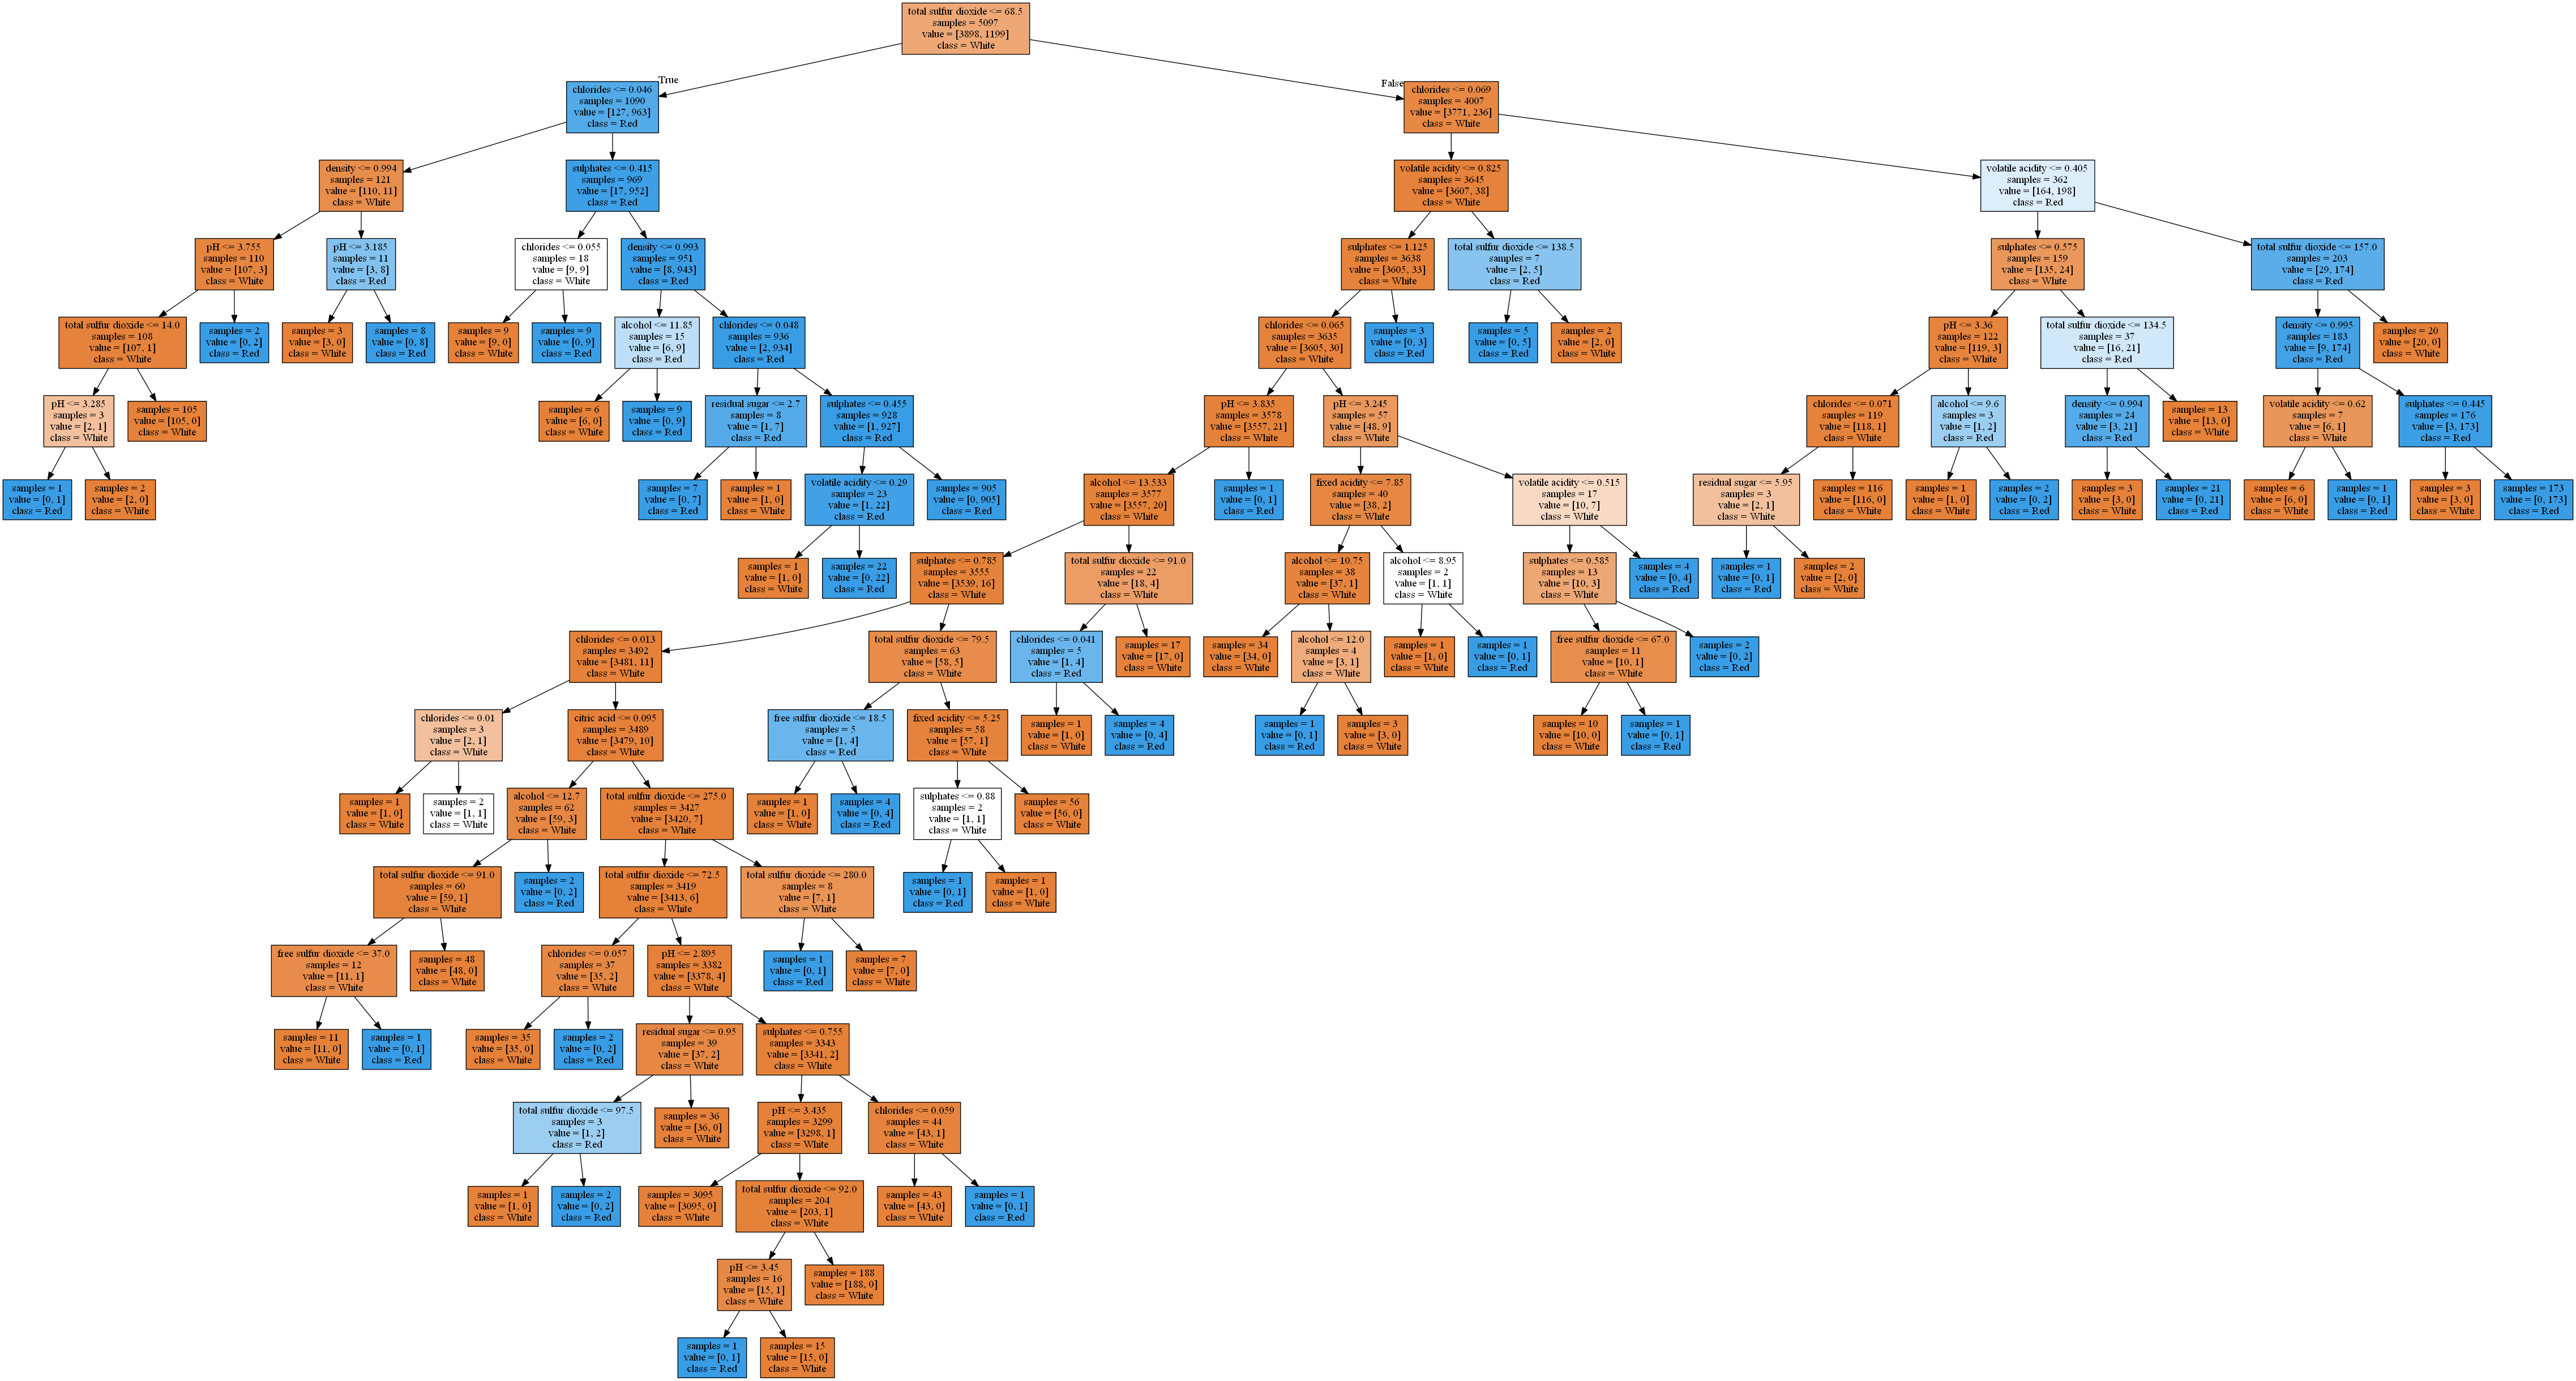 total sulfur dioxide <= 68.5
samples = 5097
value = [3898, 1199]
class = White
True
False
chlorides <= 0.046
samples = 1090
value = [127, 963]
class = Red
chlorides <= 0.069
samples = 4007
value = [3771, 236]
class = White
density <= 0.994
samples = 121
value = [110, 11]
class = White
sulphates <= 0.415
samples = 969
value = [17, 952]
class = Red
volatile acidity <= 0.825
samples = 3645
value = [3607, 38]
class = White
volatile acidity <= 0.405
samples = 362
value = [164, 198]
class = Red
pH <= 3.755
samples = 110
value = [107, 3]
class = White
pH <= 3.185
samples = 11
value = [3, 8]
class = Red
chlorides <= 0.055
samples = 18
value = [9, 9]
class = White
density <= 0.993
samples = 951
value = [8, 943]
class = Red
sulphates <= 1.125
samples = 3638
value = [3605, 33]
class = White
total sulfur dioxide <= 138.5
samples = 7
value = [2, 5]
class = Red
sulphates <= 0.575
samples = 159
value = [135, 24]
class = White
total sulfur dioxide <= 157.0
samples = 203
value = [29, 174]
class = Red
total sulfur dioxide <= 14.0
samples = 108
value = [107, 1]
class = White
samples = 2
value = [0, 2]
class = Red
samples = 3
value = [3, 0]
class = White
samples = 8
value = [0, 8]
class = Red
samples = 9
value = [9, 0]
class = White
samples = 9
value = [0, 9]
class = Red
alcohol <= 11.85
samples = 15
value = [6, 9]
class = Red
chlorides <= 0.048
samples = 936
value = [2, 934]
class = Red
chlorides <= 0.065
samples = 3635
value = [3605, 30]
class = White
samples = 3
value = [0, 3]
class = Red
samples = 5
value = [0, 5]
class = Red
samples = 2
value = [2, 0]
class = White
pH <= 3.36
samples = 122
value = [119, 3]
class = White
total sulfur dioxide <= 134.5
samples = 37
value = [16, 21]
class = Red
density <= 0.995
samples = 183
value = [9, 174]
class = Red
samples = 20
value = [20, 0]
class = White
pH <= 3.285
samples = 3
value = [2, 1]
class = White
samples = 105
value = [105, 0]
class = White
samples = 6
value = [6, 0]
class = White
samples = 9
value = [0, 9]
class = Red
residual sugar <= 2.7
samples = 8
value = [1, 7]
class = Red
sulphates <= 0.455
samples = 928
value = [1, 927]
class = Red
pH <= 3.835
samples = 3578
value = [3557, 21]
class = White
pH <= 3.245
samples = 57
value = [48, 9]
class = White
chlorides <= 0.071
samples = 119
value = [118, 1]
class = White
alcohol <= 9.6
samples = 3
value = [1, 2]
class = Red
density <= 0.994
samples = 24
value = [3, 21]
class = Red
samples = 13
value = [13, 0]
class = White
volatile acidity <= 0.62
samples = 7
value = [6, 1]
class = White
sulphates <= 0.445
samples = 176
value = [3, 173]
class = Red
samples = 1
value = [0, 1]
class = Red
samples = 2
value = [2, 0]
class = White
samples = 7
value = [0, 7]
class = Red
samples = 1
value = [1, 0]
class = White
volatile acidity <= 0.29
samples = 23
value = [1, 22]
class = Red
samples = 905
value = [0, 905]
class = Red
alcohol <= 13.533
samples = 3577
value = [3557, 20]
class = White
samples = 1
value = [0, 1]
class = Red
fixed acidity <= 7.85
samples = 40
value = [38, 2]
class = White
volatile acidity <= 0.515
samples = 17
value = [10, 7]
class = White
residual sugar <= 5.95
samples = 3
value = [2, 1]
class = White
samples = 116
value = [116, 0]
class = White
samples = 1
value = [1, 0]
class = White
samples = 2
value = [0, 2]
class = Red
samples = 3
value = [3, 0]
class = White
samples = 21
value = [0, 21]
class = Red
samples = 6
value = [6, 0]
class = White
samples = 1
value = [0, 1]
class = Red
samples = 3
value = [3, 0]
class = White
samples = 173
value = [0, 173]
class = Red
samples = 1
value = [1, 0]
class = White
samples = 22
value = [0, 22]
class = Red
sulphates <= 0.785
samples = 3555
value = [3539, 16]
class = White
total sulfur dioxide <= 91.0
samples = 22
value = [18, 4]
class = White
alcohol <= 10.75
samples = 38
value = [37, 1]
class = White
alcohol <= 8.95
samples = 2
value = [1, 1]
class = White
sulphates <= 0.585
samples = 13
value = [10, 3]
class = White
samples = 4
value = [0, 4]
class = Red
samples = 1
value = [0, 1]
class = Red
samples = 2
value = [2, 0]
class = White
chlorides <= 0.013
samples = 3492
value = [3481, 11]
class = White
total sulfur dioxide <= 79.5
samples = 63
value = [58, 5]
class = White
chlorides <= 0.041
samples = 5
value = [1, 4]
class = Red
samples = 17
value = [17, 0]
class = White
samples = 34
value = [34, 0]
class = White
alcohol <= 12.0
samples = 4
value = [3, 1]
class = White
samples = 1
value = [1, 0]
class = White
samples = 1
value = [0, 1]
class = Red
free sulfur dioxide <= 67.0
samples = 11
value = [10, 1]
class = White
samples = 2
value = [0, 2]
class = Red
chlorides <= 0.01
samples = 3
value = [2, 1]
class = White
citric acid <= 0.095
samples = 3489
value = [3479, 10]
class = White
free sulfur dioxide <= 18.5
samples = 5
value = [1, 4]
class = Red
fixed acidity <= 5.25
samples = 58
value = [57, 1]
class = White
samples = 1
value = [1, 0]
class = White
samples = 4
value = [0, 4]
class = Red
samples = 1
value = [0, 1]
class = Red
samples = 3
value = [3, 0]
class = White
samples = 10
value = [10, 0]
class = White
samples = 1
value = [0, 1]
class = Red
samples = 1
value = [1, 0]
class = White
samples = 2
value = [1, 1]
class = White
alcohol <= 12.7
samples = 62
value = [59, 3]
class = White
total sulfur dioxide <= 275.0
samples = 3427
value = [3420, 7]
class = White
samples = 1
value = [1, 0]
class = White
samples = 4
value = [0, 4]
class = Red
sulphates <= 0.88
samples = 2
value = [1, 1]
class = White
samples = 56
value = [56, 0]
class = White
total sulfur dioxide <= 91.0
samples = 60
value = [59, 1]
class = White
samples = 2
value = [0, 2]
class = Red
total sulfur dioxide <= 72.5
samples = 3419
value = [3413, 6]
class = White
total sulfur dioxide <= 280.0
samples = 8
value = [7, 1]
class = White
samples = 1
value = [0, 1]
class = Red
samples = 1
value = [1, 0]
class = White
free sulfur dioxide <= 37.0
samples = 12
value = [11, 1]
class = White
samples = 48
value = [48, 0]
class = White
chlorides <= 0.057
samples = 37
value = [35, 2]
class = White
pH <= 2.895
samples = 3382
value = [3378, 4]
class = White
samples = 1
value = [0, 1]
class = Red
samples = 7
value = [7, 0]
class = White
samples = 11
value = [11, 0]
class = White
samples = 1
value = [0, 1]
class = Red
samples = 35
value = [35, 0]
class = White
samples = 2
value = [0, 2]
class = Red
residual sugar <= 0.95
samples = 39
value = [37, 2]
class = White
sulphates <= 0.755
samples = 3343
value = [3341, 2]
class = White
total sulfur dioxide <= 97.5
samples = 3
value = [1, 2]
class = Red
samples = 36
value = [36, 0]
class = White
pH <= 3.435
samples = 3299
value = [3298, 1]
class = White
chlorides <= 0.059
samples = 44
value = [43, 1]
class = White
samples = 1
value = [1, 0]
class = White
samples = 2
value = [0, 2]
class = Red
samples = 3095
value = [3095, 0]
class = White
total sulfur dioxide <= 92.0
samples = 204
value = [203, 1]
class = White
samples = 43
value = [43, 0]
class = White
samples = 1
value = [0, 1]
class = Red
pH <= 3.45
samples = 16
value = [15, 1]
class = White
samples = 188
value = [188, 0]
class = White
samples = 1
value = [0, 1]
class = Red
samples = 15
value = [15, 0]
class = White